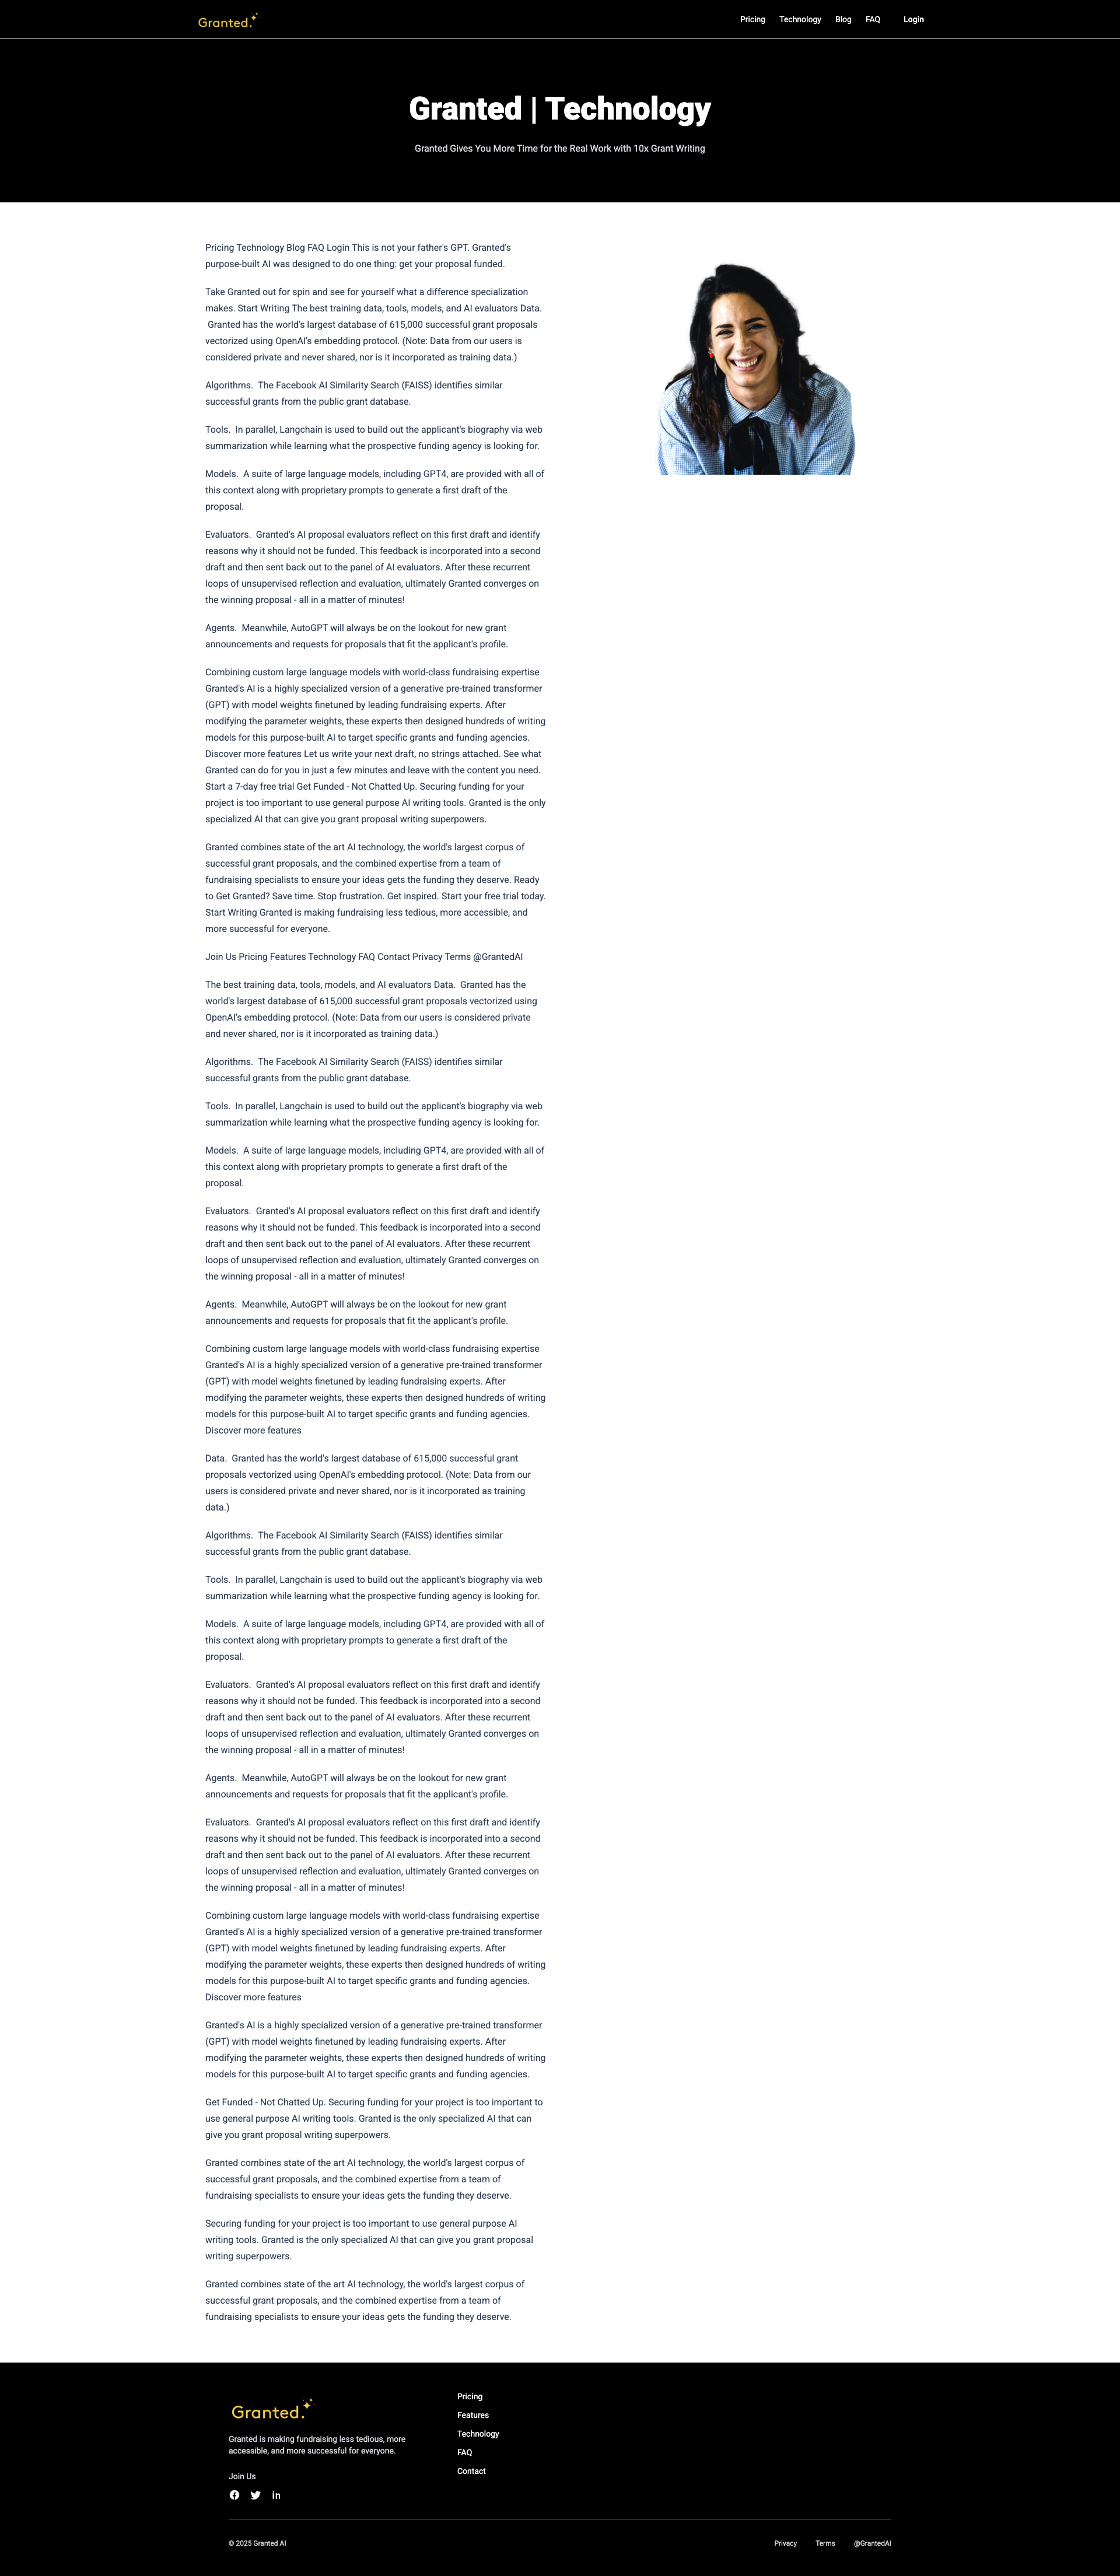 Granted.
Pricing Technology Blog FAQ Login
Granted | Technology
Granted Gives You More Time for the Real Work with 10x Grant Writing
Pricing Technology Blog FAQ Login This is not your father's GPT. Granted's
purpose-built AI was designed to do one thing: get your proposal funded.
Take Granted out for spin and see for yourself what a difference specialization
makes. Start Writing The best training data, tools, models, and AI evaluators Data.
Granted has the world's largest database of 615,000 successful grant proposals
vectorized using OpenAI's embedding protocol. (Note: Data from our users is
considered private and never shared, nor is it incorporated as training data.)
Algorithms.  The Facebook AI Similarity Search (FAISS) identifies similar
successful grants from the public grant database.
Tools.  In parallel, Langchain is used to build out the applicant's biography via web
summarization while learning what the prospective funding agency is looking for.
Models.  A suite of large language models, including GPT4, are provided with all of
this context along with proprietary prompts to generate a first draft of the
proposal.
Evaluators.  Granted's AI proposal evaluators reflect on this first draft and identify
reasons why it should not be funded. This feedback is incorporated into a second
draft and then sent back out to the panel of AI evaluators. After these recurrent
loops of unsupervised reflection and evaluation, ultimately Granted converges on
the winning proposal - all in a matter of minutes!
Agents.  Meanwhile, AutoGPT will always be on the lookout for new grant
announcements and requests for proposals that fit the applicant's profile.
Combining custom large language models with world-class fundraising expertise
Granted's AI is a highly specialized version of a generative pre-trained transformer
(GPT) with model weights finetuned by leading fundraising experts. After
modifying the parameter weights, these experts then designed hundreds of writing
models for this purpose-built AI to target specific grants and funding agencies.
Discover more features Let us write your next draft, no strings attached. See what
Granted can do for you in just a few minutes and leave with the content you need.
Start a 7-day free trial Get Funded - Not Chatted Up. Securing funding for your
project is too important to use general purpose AI writing tools. Granted is the only
specialized AI that can give you grant proposal writing superpowers.
Granted combines state of the art AI technology, the world's largest corpus of
successful grant proposals, and the combined expertise from a team of
fundraising specialists to ensure your ideas gets the funding they deserve. Ready
to Get Granted? Save time. Stop frustration. Get inspired. Start your free trial today.
Start Writing Granted is making fundraising less tedious, more accessible, and
more successful for everyone.
Join Us Pricing Features Technology FAQ Contact Privacy Terms @GrantedAI
The best training data, tools, models, and AI evaluators Data.  Granted has the
world's largest database of 615,000 successful grant proposals vectorized using
OpenAI's embedding protocol. (Note: Data from our users is considered private
and never shared, nor is it incorporated as training data.)
Algorithms.  The Facebook AI Similarity Search (FAISS) identifies similar
successful grants from the public grant database.
Tools.  In parallel, Langchain is used to build out the applicant's biography via web
summarization while learning what the prospective funding agency is looking for.
Models.  A suite of large language models, including GPT4, are provided with all of
this context along with proprietary prompts to generate a first draft of the
proposal.
Evaluators.  Granted's AI proposal evaluators reflect on this first draft and identify
reasons why it should not be funded. This feedback is incorporated into a second
draft and then sent back out to the panel of AI evaluators. After these recurrent
loops of unsupervised reflection and evaluation, ultimately Granted converges on
the winning proposal - all in a matter of minutes!
Agents.  Meanwhile, AutoGPT will always be on the lookout for new grant
announcements and requests for proposals that fit the applicant's profile.
Combining custom large language models with world-class fundraising expertise
Granted's AI is a highly specialized version of a generative pre-trained transformer
(GPT) with model weights finetuned by leading fundraising experts. After
modifying the parameter weights, these experts then designed hundreds of writing
models for this purpose-built AI to target specific grants and funding agencies.
Discover more features
Data.  Granted has the world's largest database of 615,000 successful grant
proposals vectorized using OpenAI's embedding protocol. (Note: Data from our
users is considered private and never shared, nor is it incorporated as training
data.)
Algorithms.  The Facebook AI Similarity Search (FAISS) identifies similar
successful grants from the public grant database.
Tools.  In parallel, Langchain is used to build out the applicant's biography via web
summarization while learning what the prospective funding agency is looking for.
Models.  A suite of large language models, including GPT4, are provided with all of
this context along with proprietary prompts to generate a first draft of the
proposal.
Evaluators.  Granted's AI proposal evaluators reflect on this first draft and identify
reasons why it should not be funded. This feedback is incorporated into a second
draft and then sent back out to the panel of AI evaluators. After these recurrent
loops of unsupervised reflection and evaluation, ultimately Granted converges on
the winning proposal - all in a matter of minutes!
Agents.  Meanwhile, AutoGPT will always be on the lookout for new grant
announcements and requests for proposals that fit the applicant's profile.
Evaluators.  Granted's AI proposal evaluators reflect on this first draft and identify
reasons why it should not be funded. This feedback is incorporated into a second
draft and then sent back out to the panel of AI evaluators. After these recurrent
loops of unsupervised reflection and evaluation, ultimately Granted converges on
the winning proposal - all in a matter of minutes!
Combining custom large language models with world-class fundraising expertise
Granted's AI is a highly specialized version of a generative pre-trained transformer
(GPT) with model weights finetuned by leading fundraising experts. After
modifying the parameter weights, these experts then designed hundreds of writing
models for this purpose-built AI to target specific grants and funding agencies.
Discover more features
Granted's AI is a highly specialized version of a generative pre-trained transformer
(GPT) with model weights finetuned by leading fundraising experts. After
modifying the parameter weights, these experts then designed hundreds of writing
models for this purpose-built AI to target specific grants and funding agencies.
Get Funded - Not Chatted Up. Securing funding for your project is too important to
use general purpose AI writing tools. Granted is the only specialized AI that can
give you grant proposal writing superpowers.
Granted combines state of the art AI technology, the world's largest corpus of
successful grant proposals, and the combined expertise from a team of
fundraising specialists to ensure your ideas gets the funding they deserve.
Securing funding for your project is too important to use general purpose AI
writing tools. Granted is the only specialized AI that can give you grant proposal
writing superpowers.
Granted combines state of the art AI technology, the world's largest corpus of
successful grant proposals, and the combined expertise from a team of
fundraising specialists to ensure your ideas gets the funding they deserve.
Granted.
Granted is making fundraising less tedious, more
accessible, and more successful for everyone.
Join Us
Pricing
Features
Technology
FAQ
Contact
© 2025 Granted AI
Privacy Terms @GrantedAI